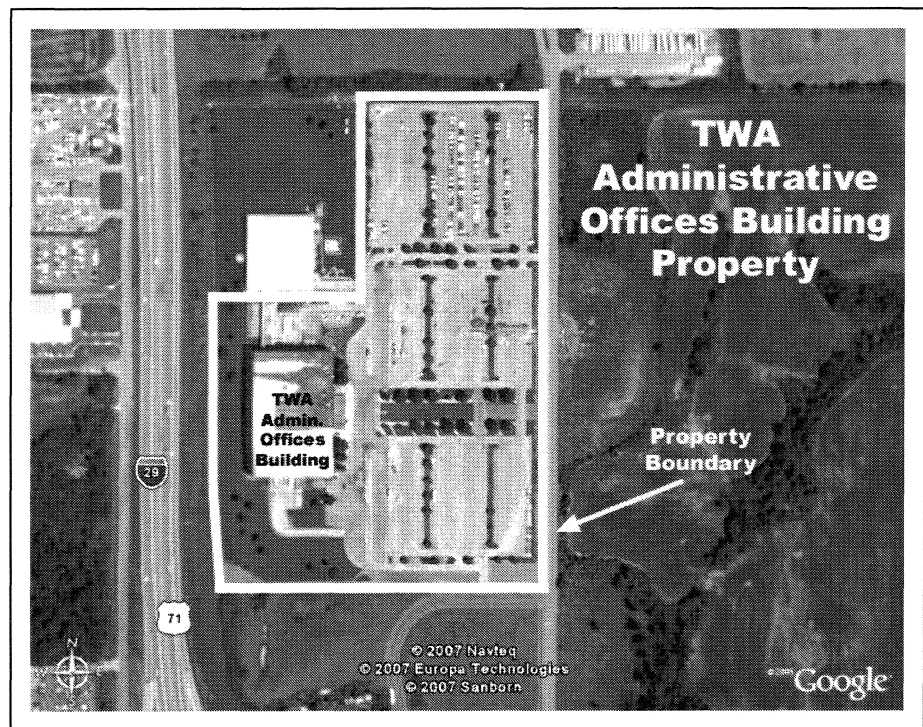 TWA
Administrative
Offices Building
Property
TWA
Admin.
Offices
Building
Property
Boundary
29
71
N
© 2007 Navteq
© 2007 Europa Technologies
© 2007 Sanborn
Google